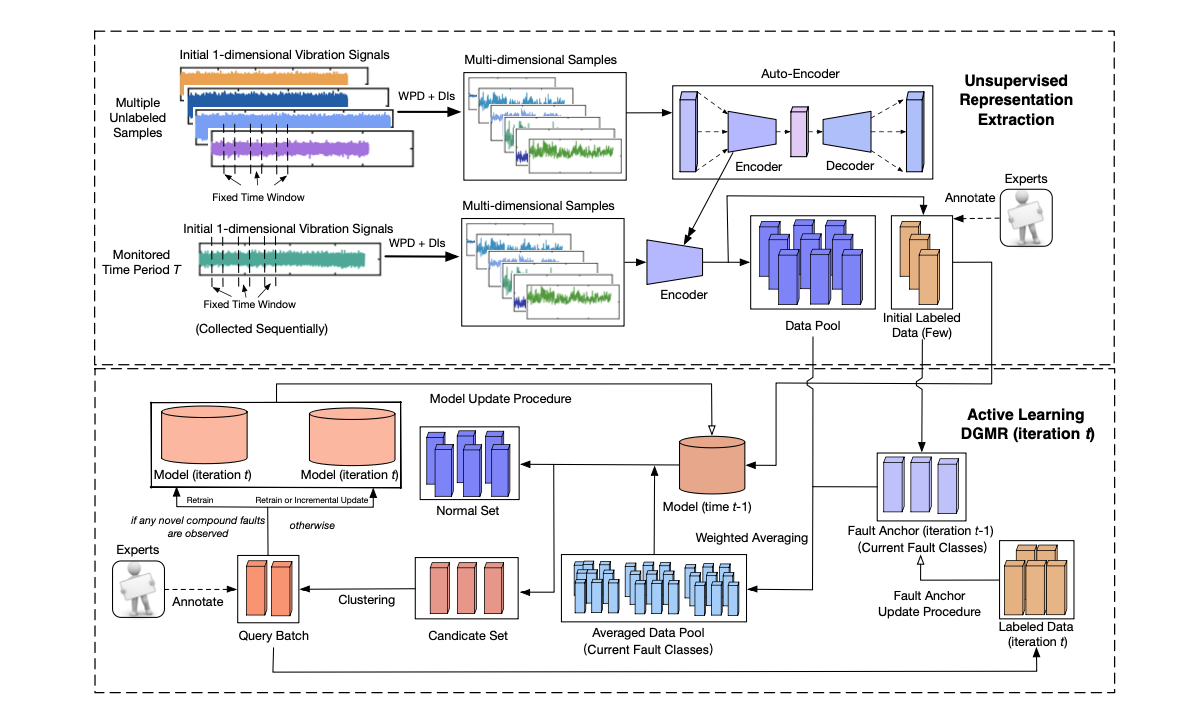 Initial 1-dimensional Vibration Signals
Multiple
Unlabeled
Samples
WPD + DIs
Fixed Time Window
Multi-dimensional Samples
Auto-Encoder
Encoder
Decoder
Unsupervised
Representation
Extraction
Experts
Annotate
Initial 1-dimensional Vibration Signals
Monitored
Time Period T
WPD + DIs
Fixed Time Window
(Collected Sequentially)
Multi-dimensional Samples
Encoder
Data Pool
Initial Labeled
Data (Few)
Active Learning
DGMR (iteration t)
Model Update Procedure
Model (iteration t)
Model (iteration t)
Retrain
Retrain or Incremental Update
if any novel compound faults
are observed
otherwise
Normal Set
Model (time t-1)
Weighted Averaging
Fault Anchor (iteration t-1)
(Current Fault Classes)
Experts
Annotate
Query Batch
Clustering
Candicate Set
Averaged Data Pool
(Current Fault Classes)
Fault Anchor
Update Procedure
Labeled Data
(iteration t)